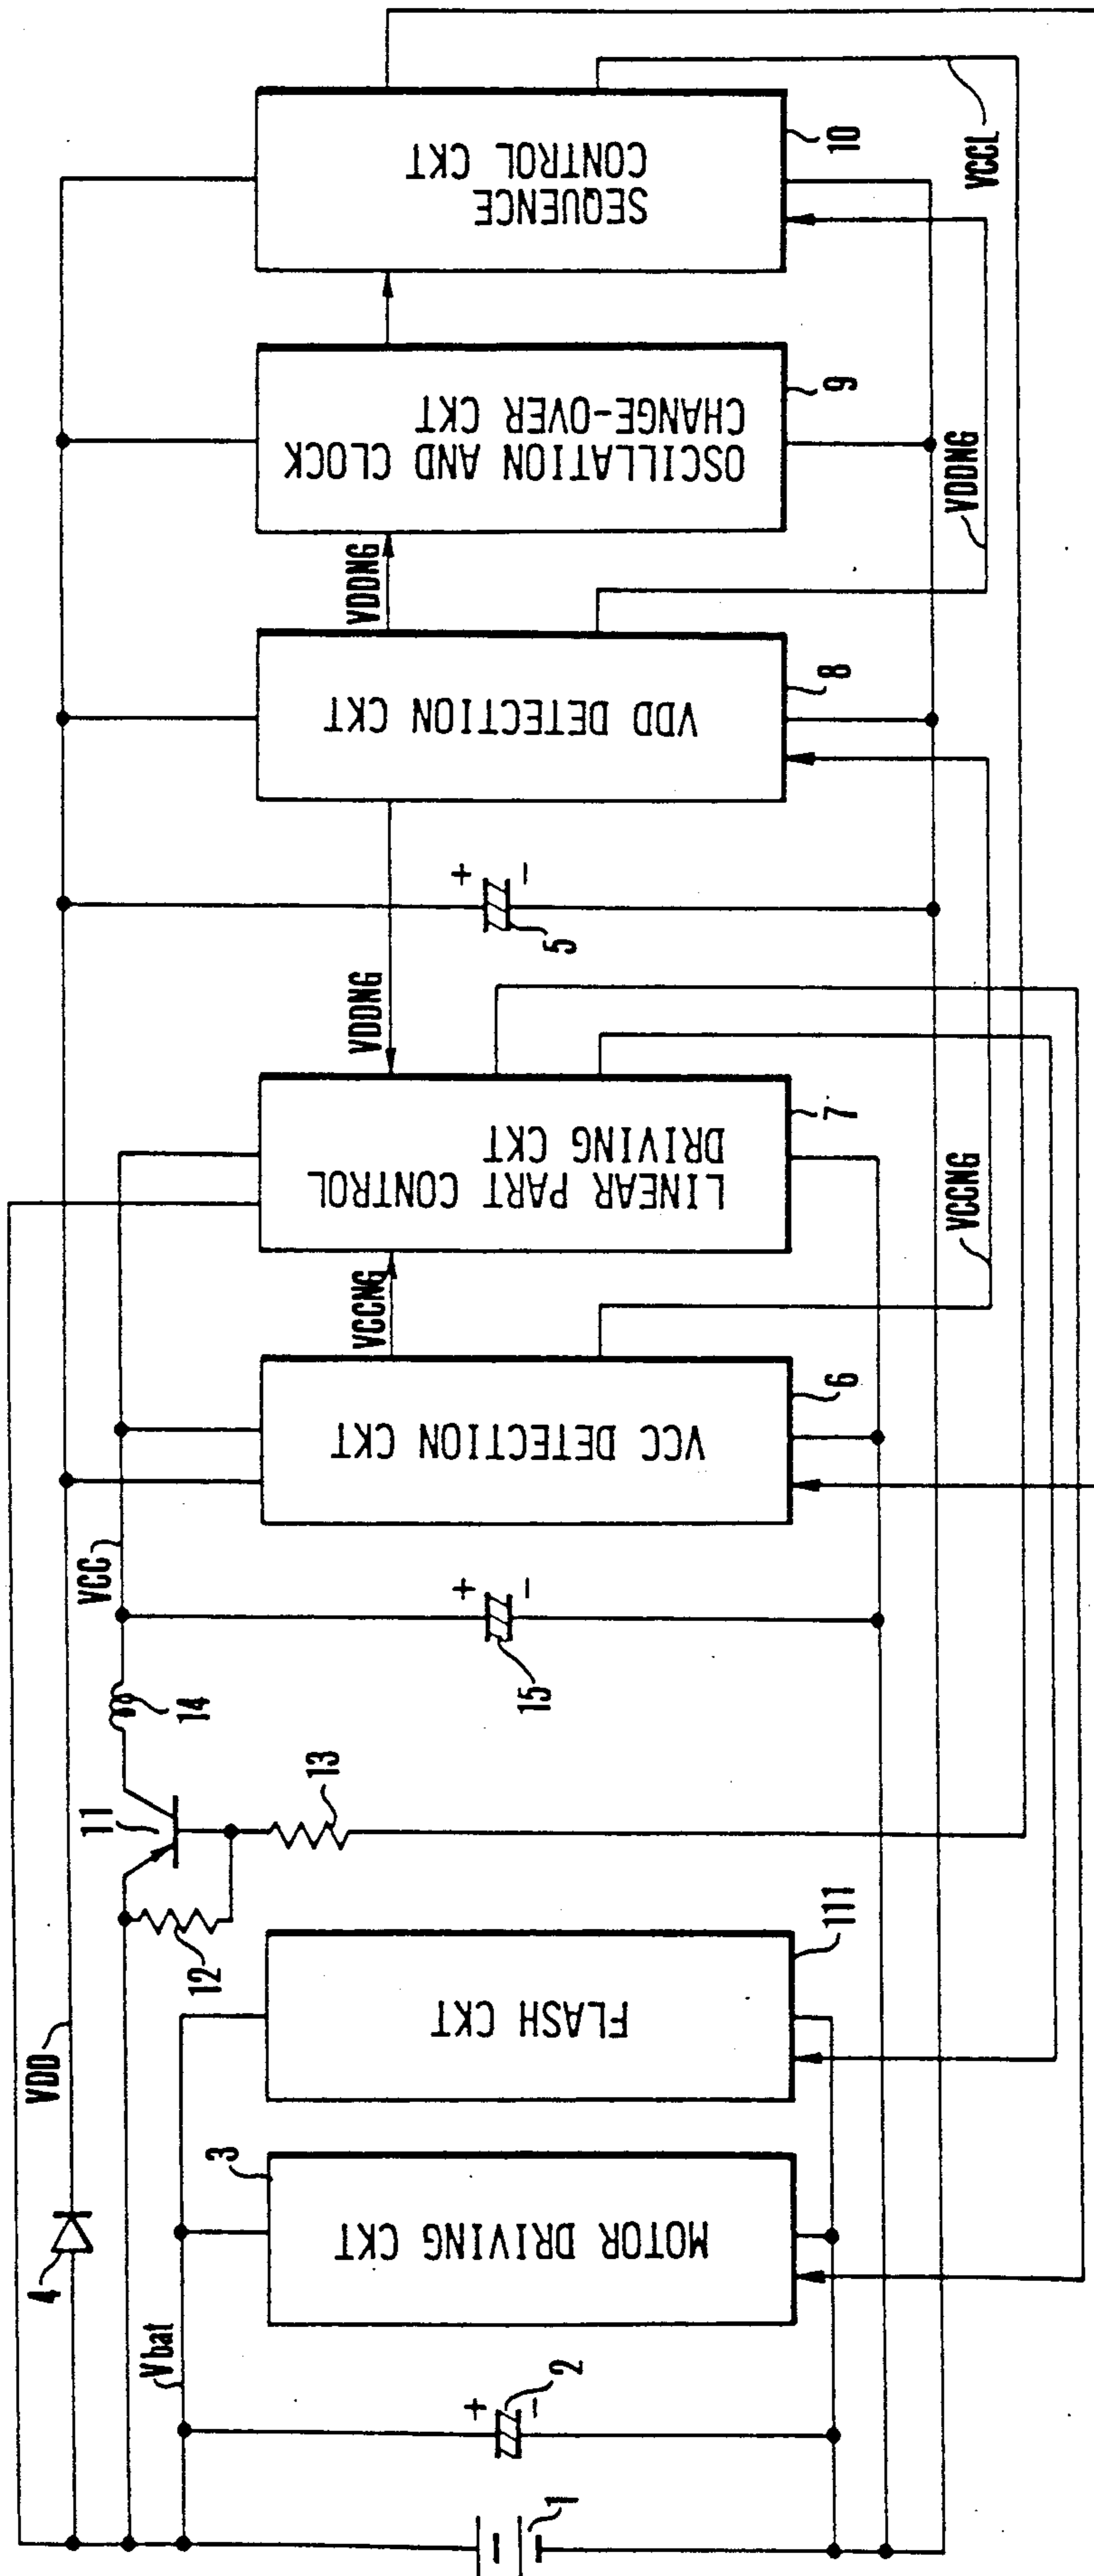 VDD
VCC
Vbat
4
11
14
12
13
3
MOTOR DRIVING CKT
FLASH CKT
111
VCC DETECTION CKT
6
VCCNG
LINEAR PART CONTROL
DRIVING CKT
7
VDDNG
VDD DETECTION CKT
8
VDDNG
OSCILLATION AND CLOCK
CHANGE-OVER CKT
9
SEQUENCE
CONTROL CKT
10
1
+
2
-
+
15
-
+
5
-
VCCNG
VDDNG
VCCL